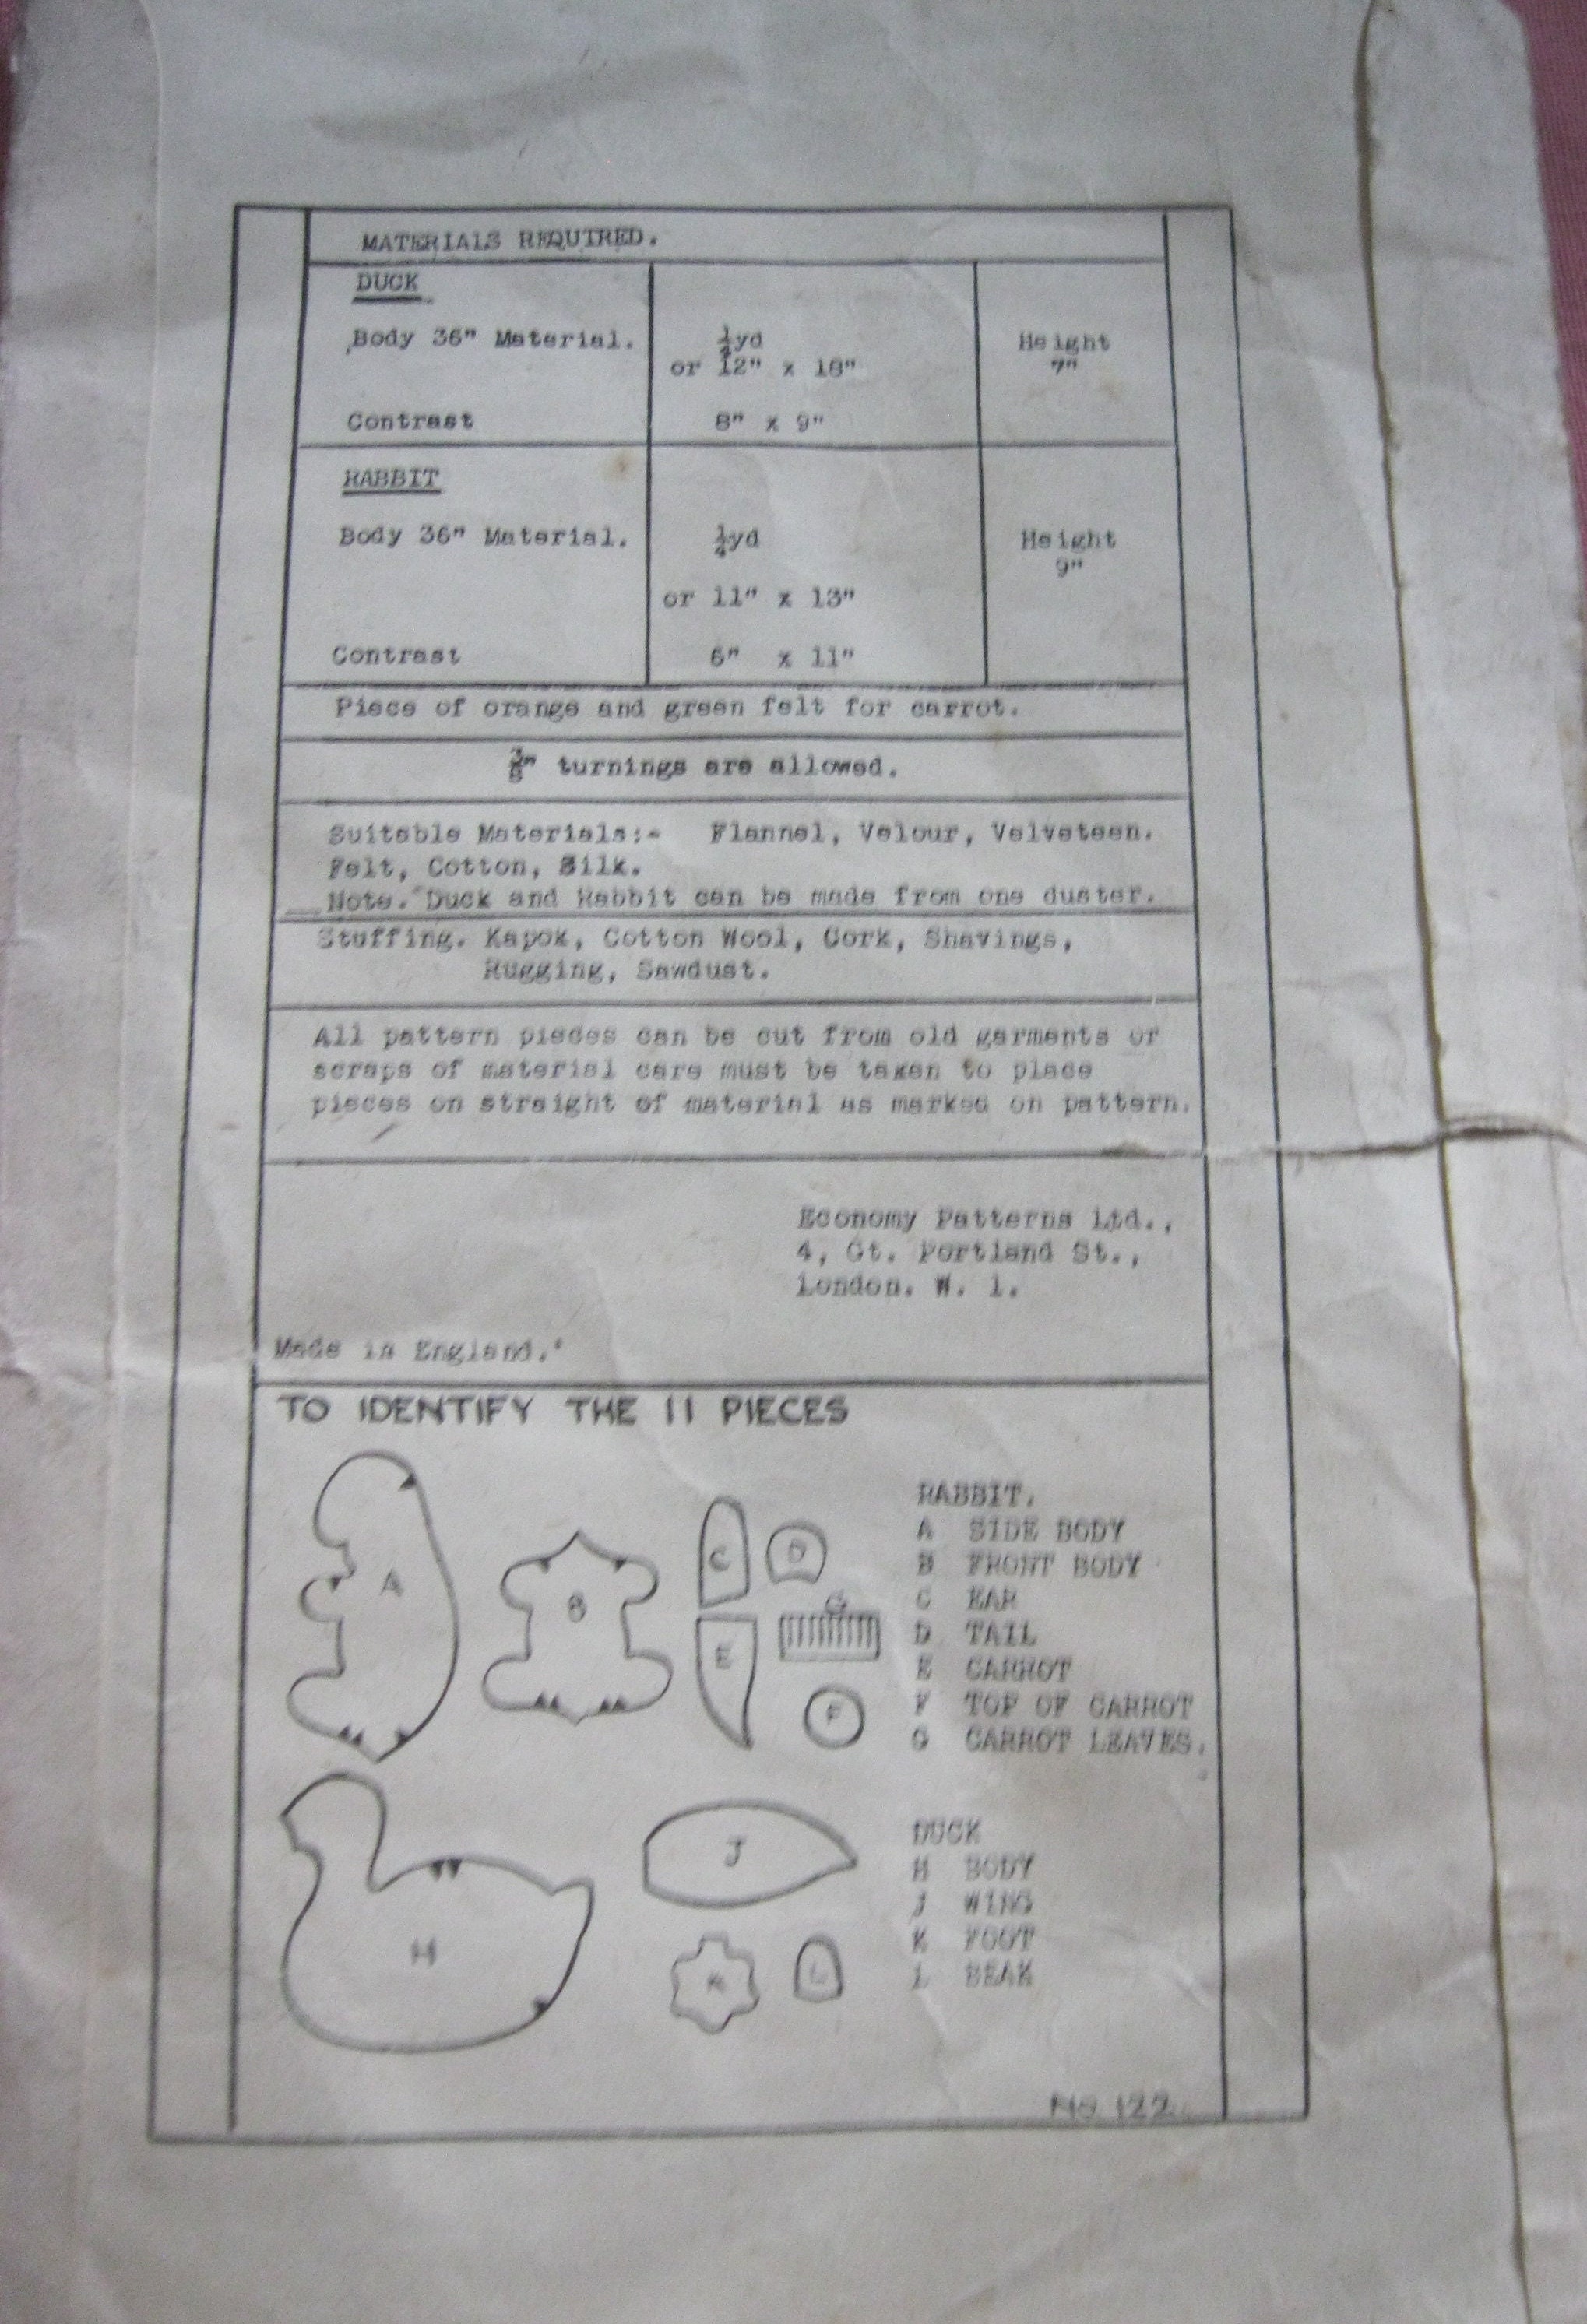 MATERIALS REQUIRED.
DUCK
Body 36" Material.
¼yd
or 12" x 18"
Height
7"
Contrast
8" x 9"
RABBIT
Body 36" Material.
¼yd
or 11" x 13"
Height
9"
Contrast
6" x 11"
Piece of orange and green felt for carrot.
⅜" turnings are allowed.
Suitable Materials:- Flannel, Velour, Velveteen.
Felt, Cotton, Silk.
Note. Duck and Rabbit can be made from one duster.
Stuffing. Kapok, Cotton Wool, Cork, Shavings,
Rugging, Sawdust.
All pattern pieces can be cut from old garments or
scraps of material care must be taken to place
pieces on straight of material as marked on pattern.
Economy Patterns Ltd.,
4, Gt. Portland St.,
London. W. 1.
Made in England.
TO IDENTIFY THE 11 PIECES
A
B
C
D
E
G
F
RABBIT.
A SIDE BODY
B FRONT BODY
C EAR
D TAIL
E CARROT
F TOP OF CARROT
G CARROT LEAVES.
H
J
K
L
DUCK
H BODY
J WING
K FOOT
L BEAK
No 122